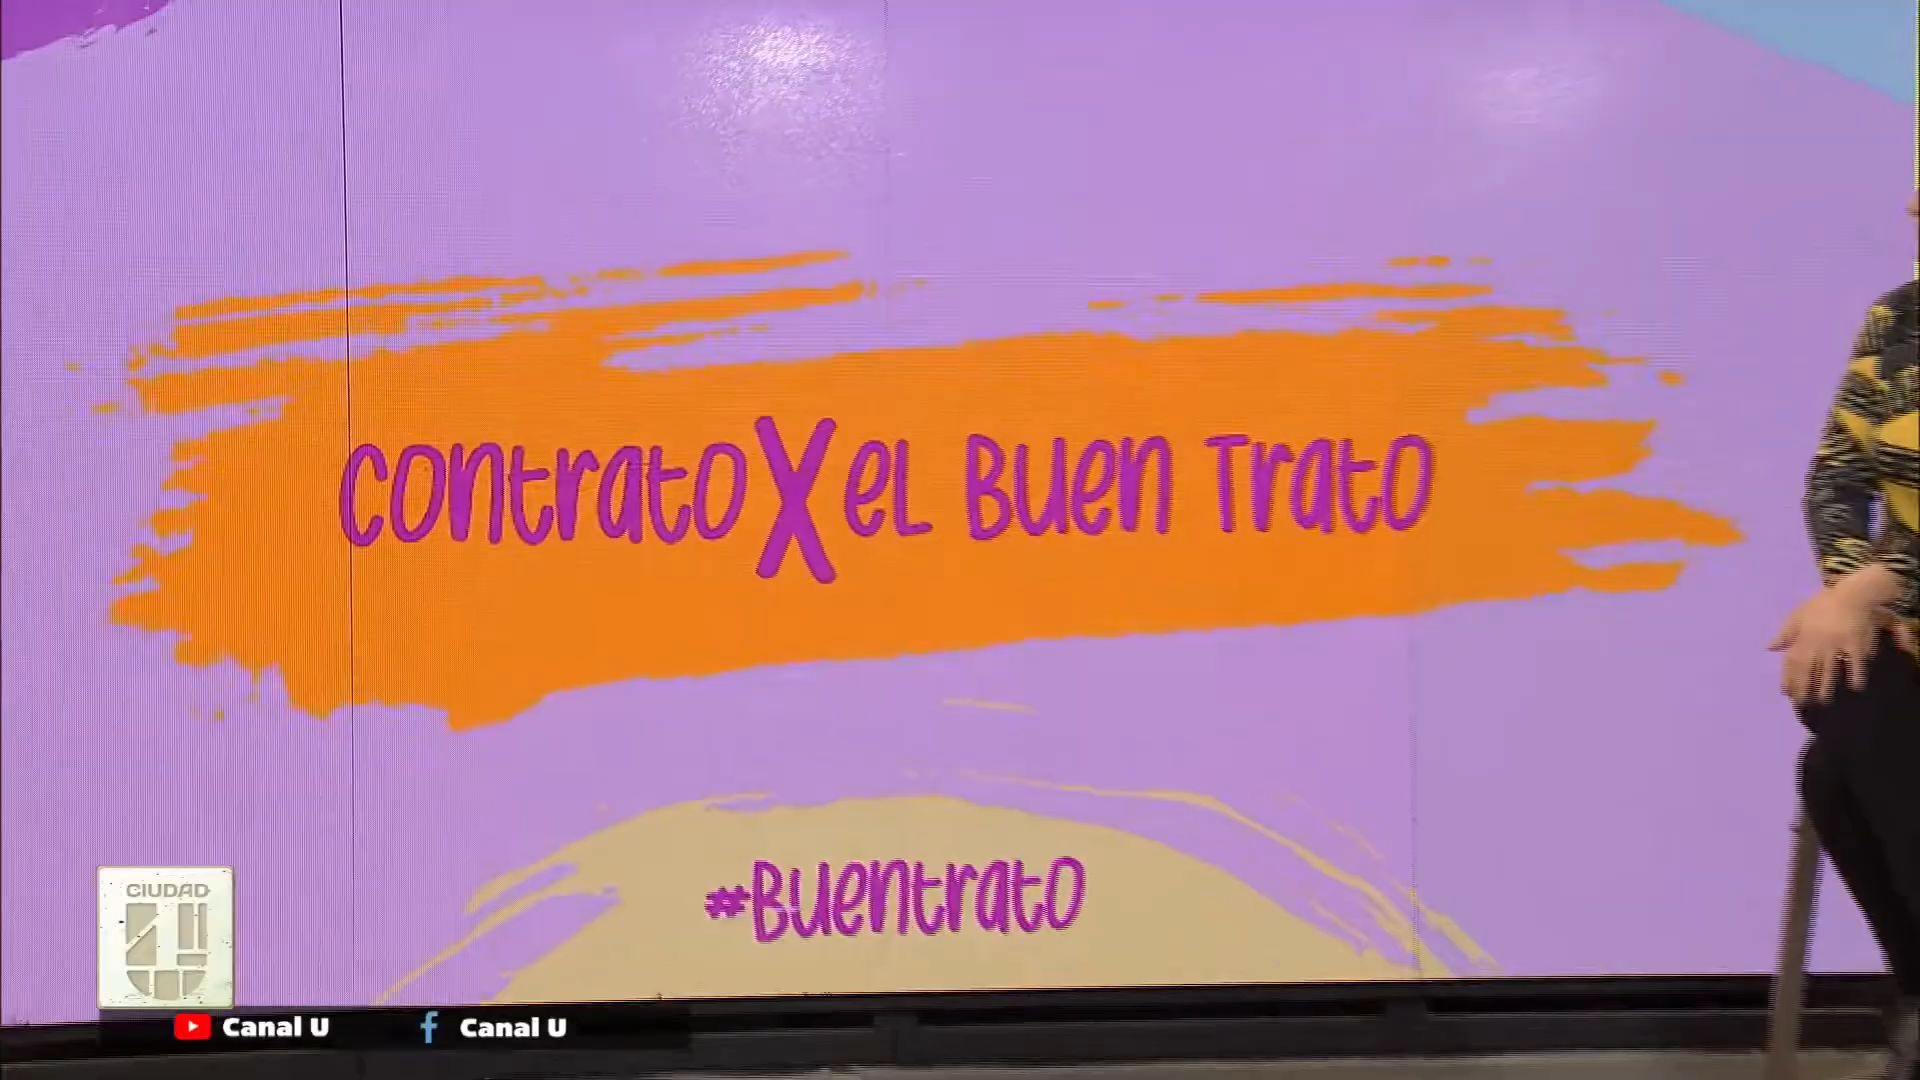 contrato X el Buen Trato
#Buentrato
CIUDAD
Canal U
Canal U